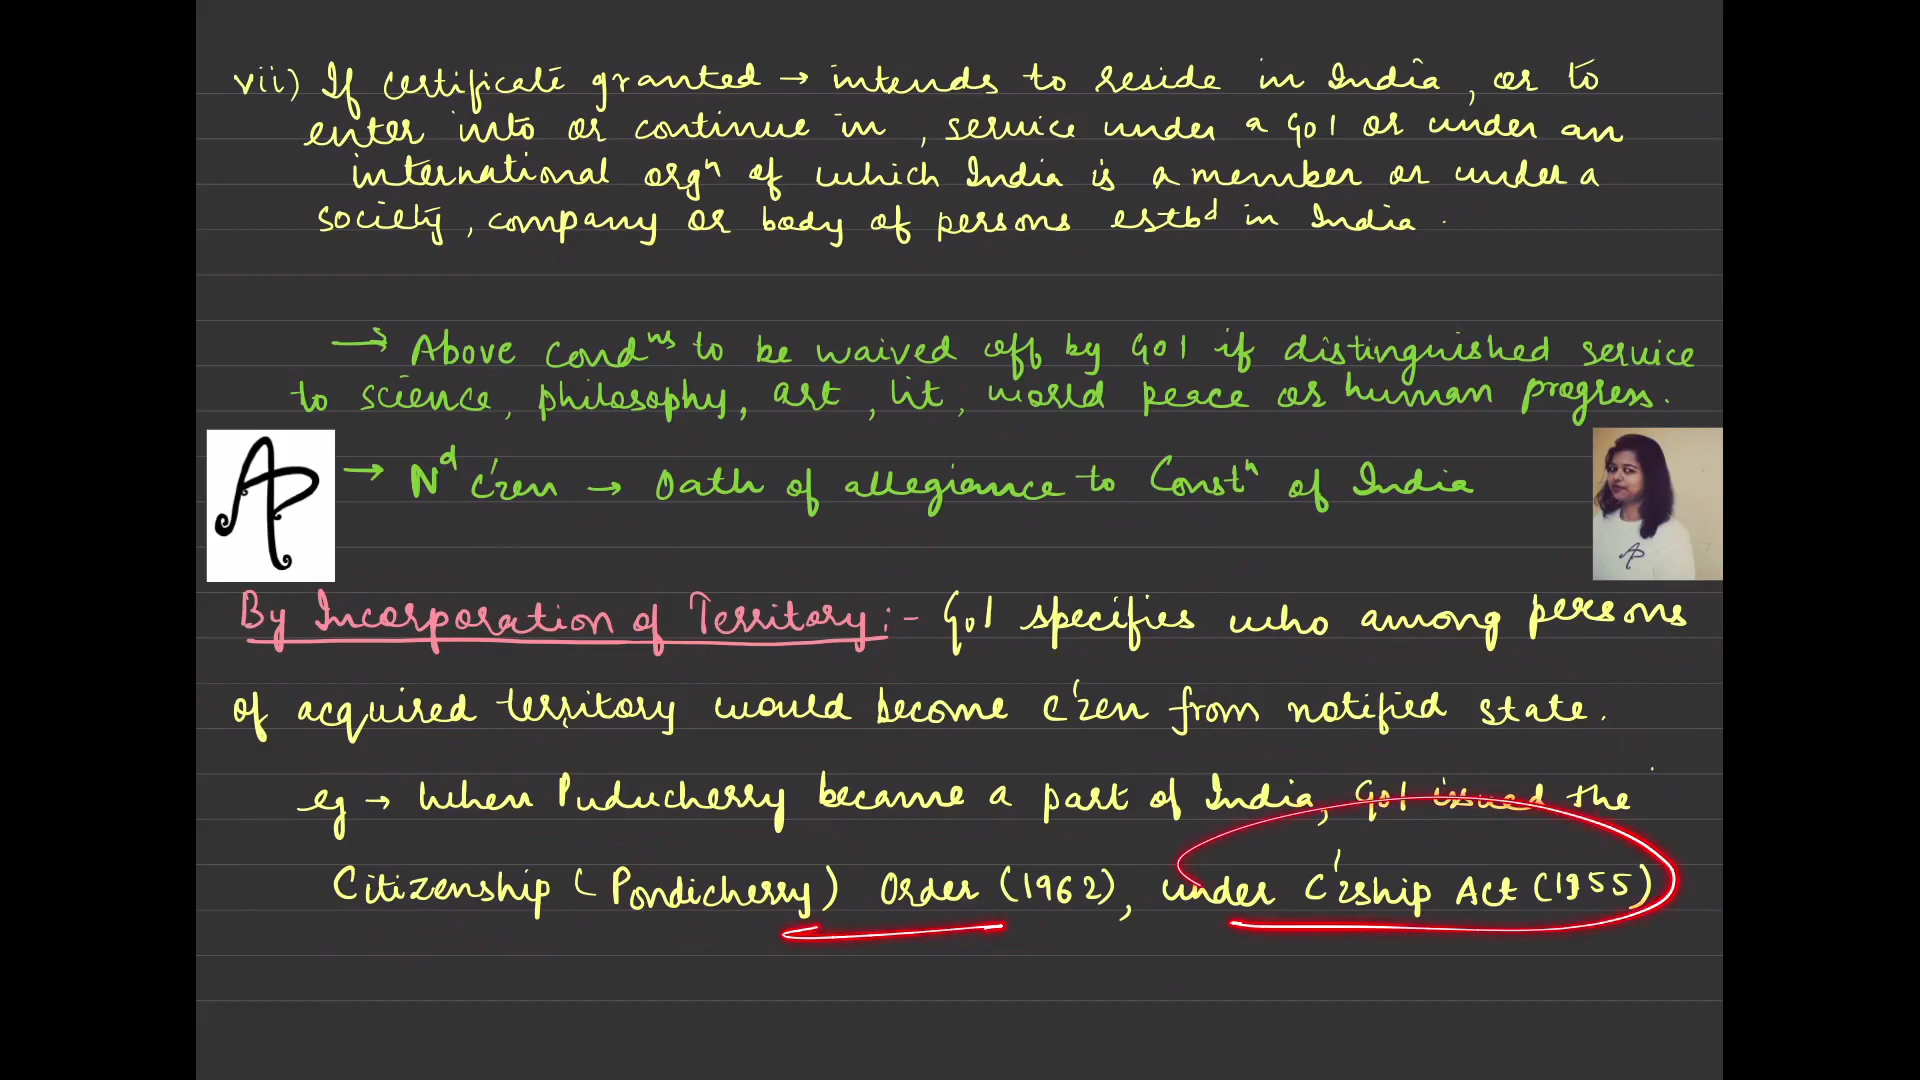 vii) If certificate granted → intends to reside in India, or to
enter into or continue in, service under a GoI or under an
international orgⁿ of which India is a member or under a
society, company or body of persons estbᵈ in India.
→ Above condⁿˢ to be waived off by GOI if distinguished service
to science, philosophy, art, lit, world peace or human progress.
AP
→ Nᵈ c'zen → Oath of allegiance to Constⁿ of India
AP
By Incorporation of Territory:- GoI specifies who among persons
of acquired territory would become c'zen from notified state.
eg → When Puducherry became a part of India, GoI issued the
Citizenship (Pondicherry) Order (1962), under C'zship Act (1955)